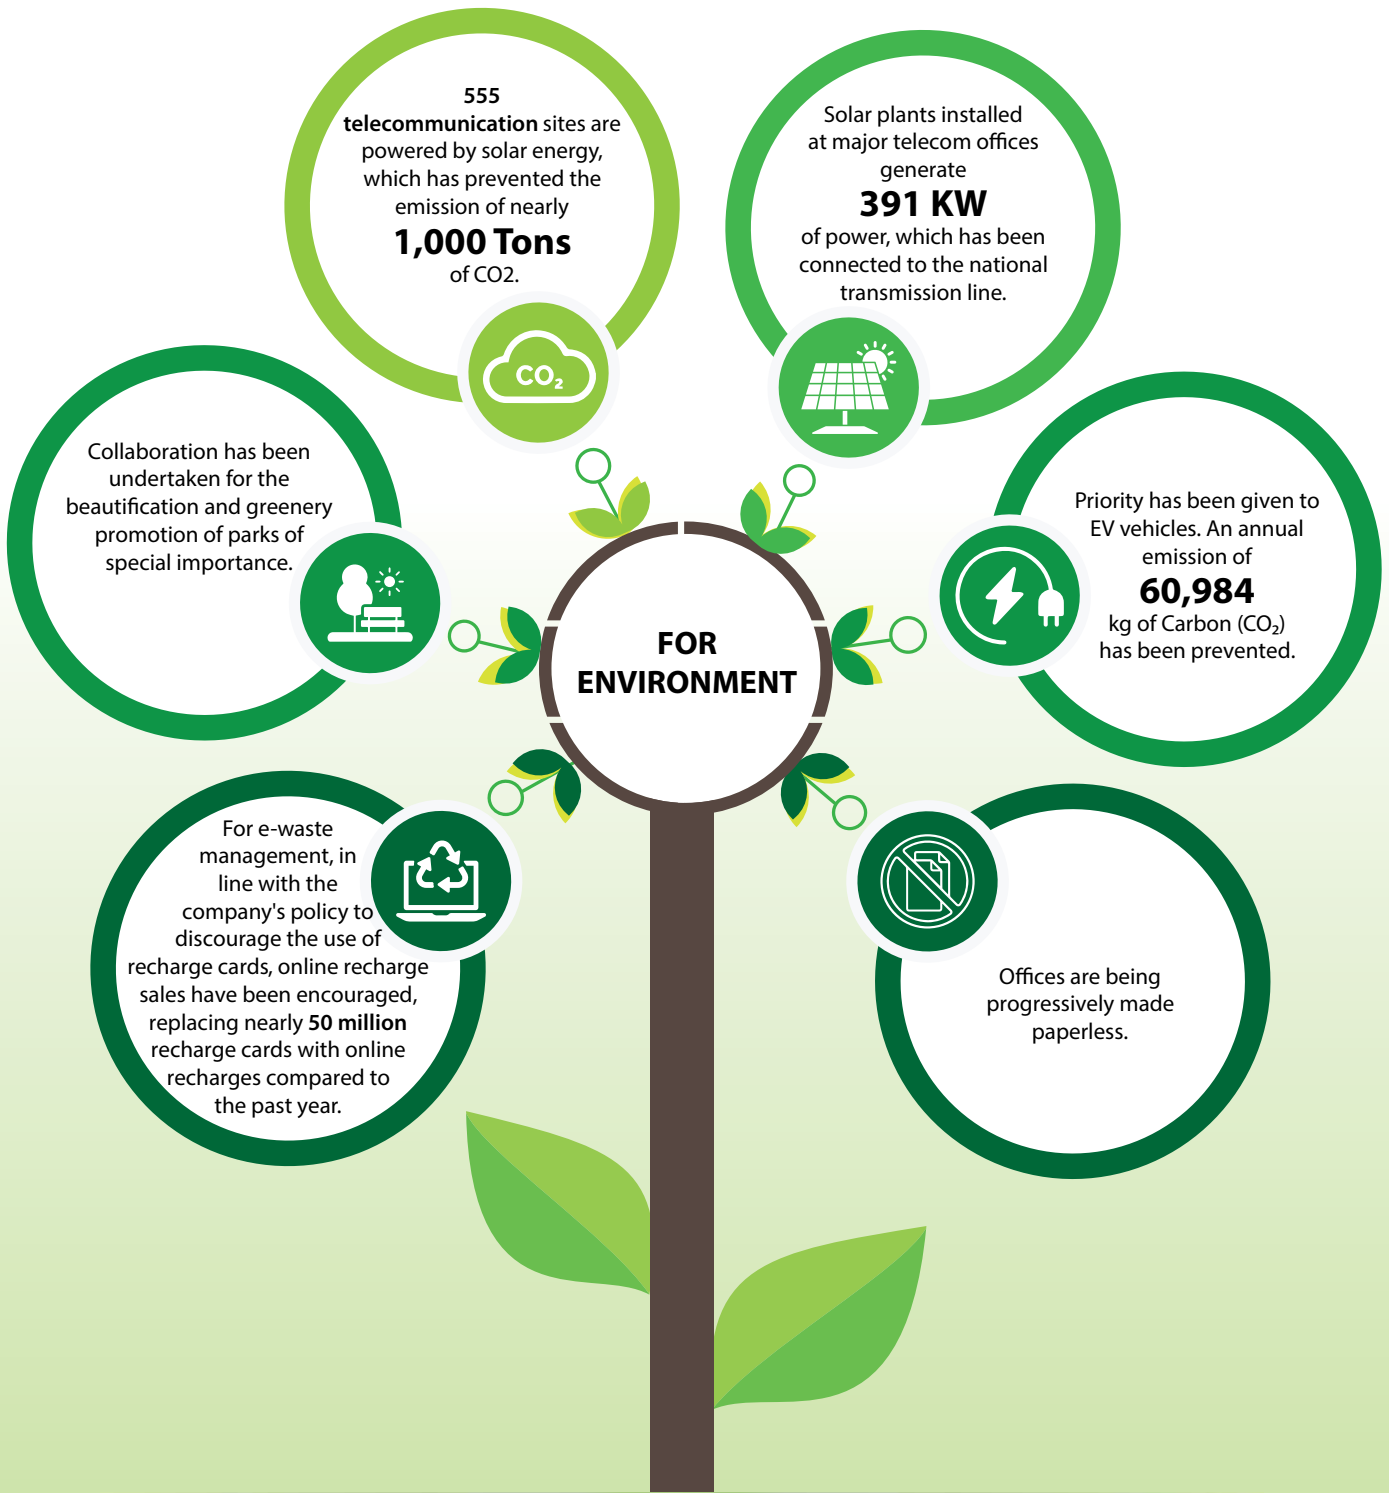 555
telecommunication sites are
powered by solar energy,
which has prevented the
emission of nearly
1,000 Tons
of CO2.
CO₂
Solar plants installed
at major telecom offices
generate
391 KW
of power, which has been
connected to the national
transmission line.
Collaboration has been
undertaken for the
beautification and greenery
promotion of parks of
special importance.
Priority has been given to
EV vehicles. An annual
emission of
60,984
kg of Carbon (CO₂)
has been prevented.
FOR
ENVIRONMENT
For e-waste
management, in
line with the
company's policy to
discourage the use of
recharge cards, online recharge
sales have been encouraged,
replacing nearly 50 million
recharge cards with online
recharges compared to
the past year.
Offices are being
progressively made
paperless.